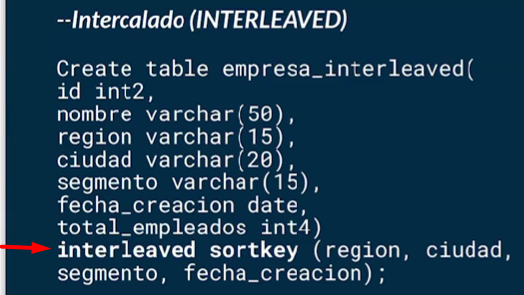 --Intercalado (INTERLEAVED)
Create table empresa_interleaved(
id int2,
nombre varchar(50),
region varchar(15),
ciudad varchar(20),
segmento varchar(15),
fecha_creacion date,
total_empleados int4)
interleaved sortkey (region, ciudad,
segmento, fecha_creacion);